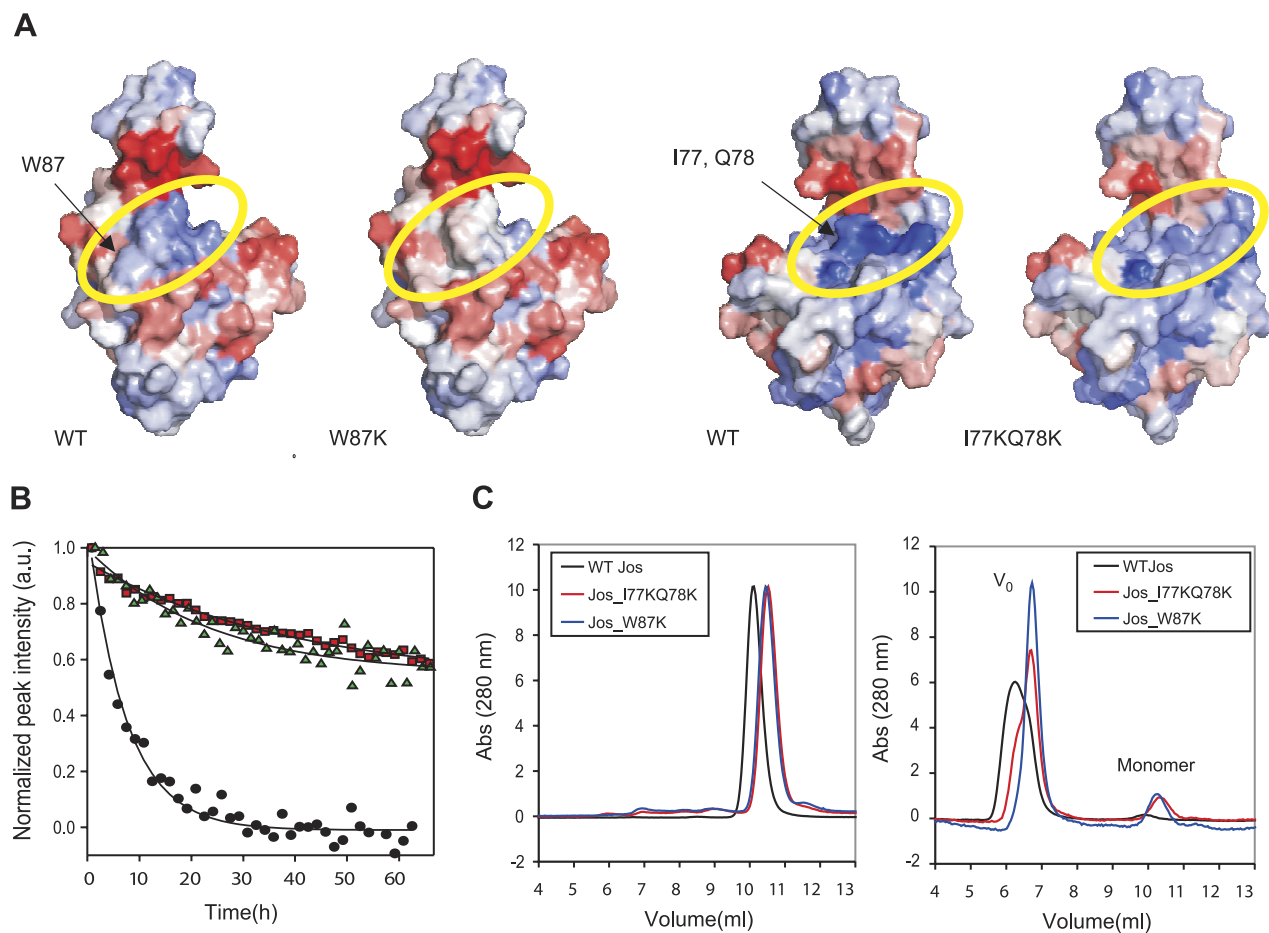 A
W87
I77, Q78
WT
W87K
WT
I77KQ78K
B
Normalized peak intensity (a.u.)
1.0
0.8
0.6
0.4
0.2
0.0
0 10 20 30 40 50 60
Time(h)
C
Abs (280 nm)
12
10
8
6
4
2
0
-2
WT Jos
Jos_I77KQ78K
Jos_W87K
4 5 6 7 8 9 10 11 12 13
Volume(ml)
Abs (280 nm)
12
10
8
6
4
2
0
-2
V0
WTJos
Jos_I77KQ78K
Jos_W87K
Monomer
4 5 6 7 8 9 10 11 12 13
Volume(ml)